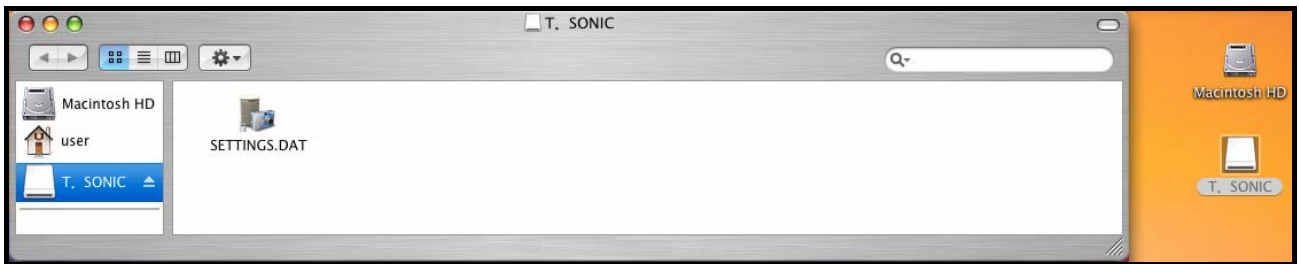 T. SONIC
Macintosh HD
user
T. SONIC
SETTINGS.DAT
Macintosh HD
T. SONIC